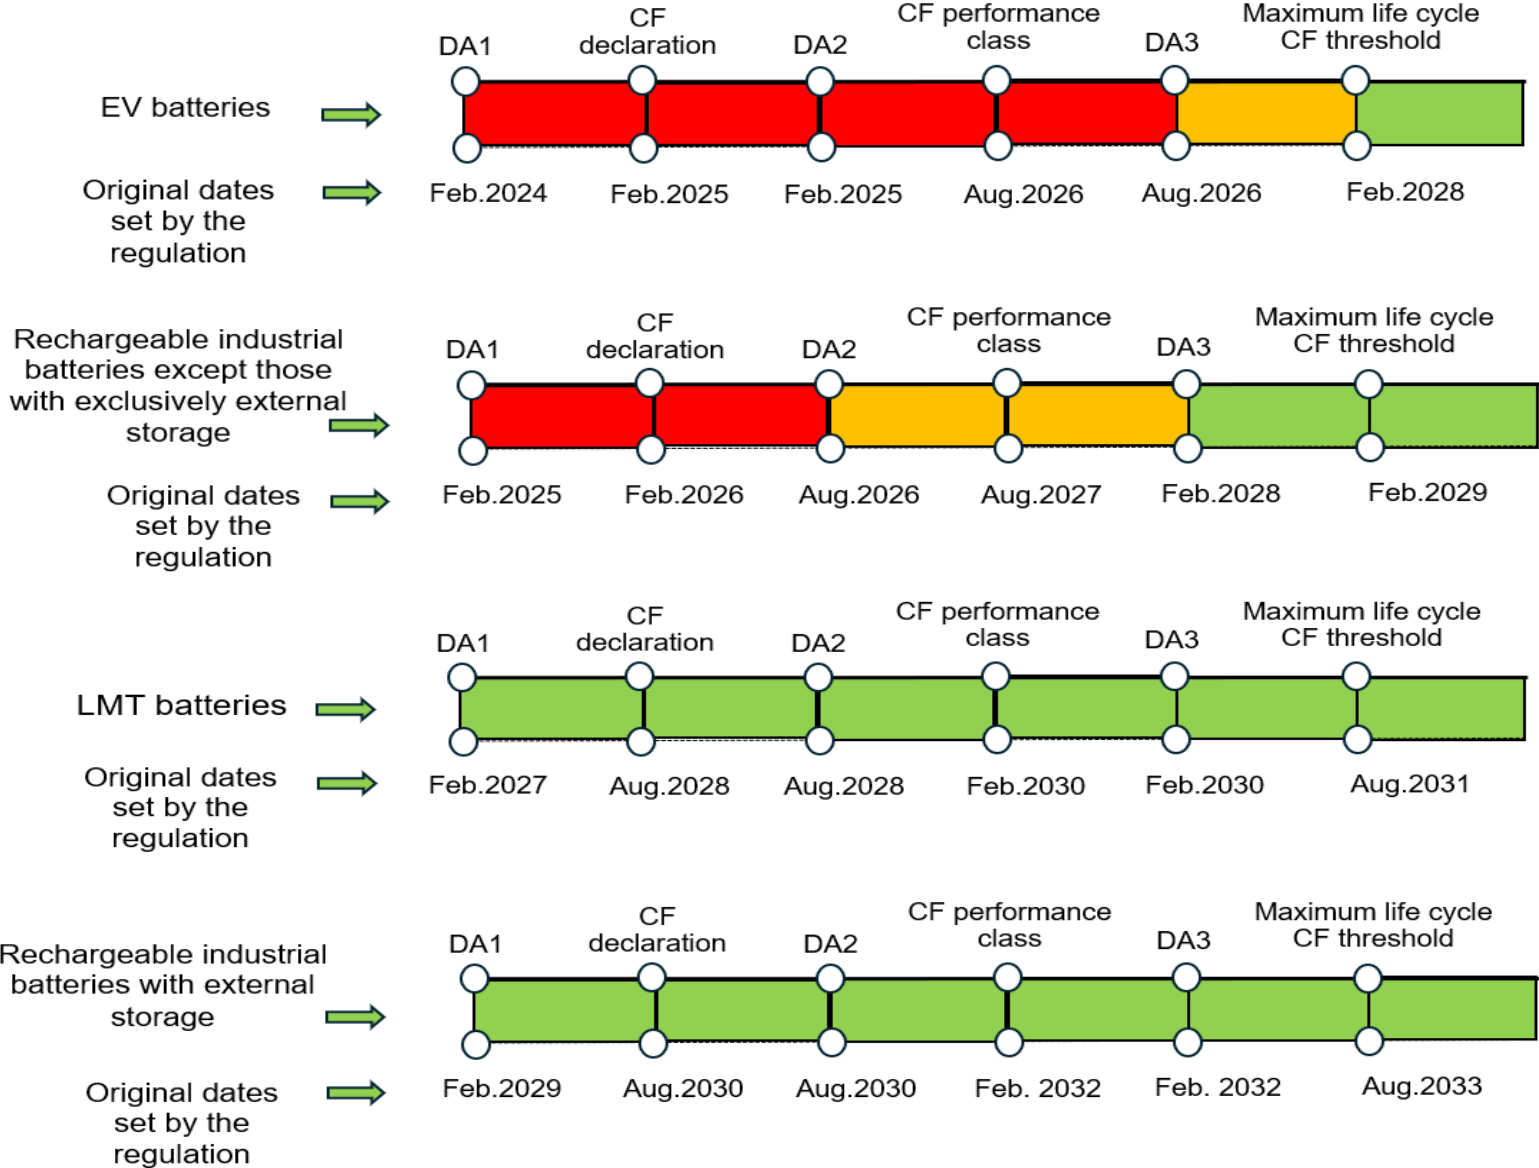 DA1
CF
declaration
DA2
CF performance
class
DA3
Maximum life cycle
CF threshold
EV batteries
Original dates
set by the
regulation
Feb.2024
Feb.2025
Feb.2025
Aug.2026
Aug.2026
Feb.2028
DA1
CF
declaration
DA2
CF performance
class
DA3
Maximum life cycle
CF threshold
Rechargeable industrial
batteries except those
with exclusively external
storage
Original dates
set by the
regulation
Feb.2025
Feb.2026
Aug.2026
Aug.2027
Feb.2028
Feb.2029
DA1
CF
declaration
DA2
CF performance
class
DA3
Maximum life cycle
CF threshold
LMT batteries
Original dates
set by the
regulation
Feb.2027
Aug.2028
Aug.2028
Feb.2030
Feb.2030
Aug.2031
DA1
CF
declaration
DA2
CF performance
class
DA3
Maximum life cycle
CF threshold
Rechargeable industrial
batteries with external
storage
Original dates
set by the
regulation
Feb.2029
Aug.2030
Aug.2030
Feb. 2032
Feb. 2032
Aug.2033